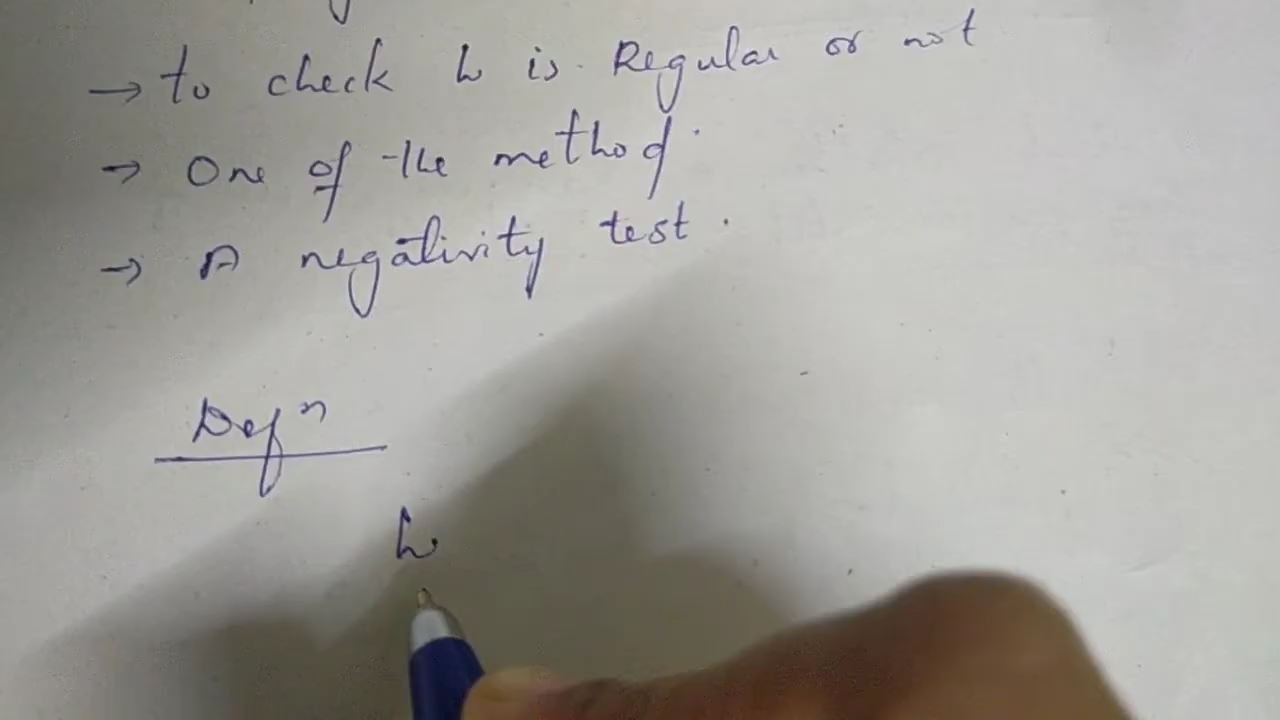 → to check L is Regular or not
→ One of the method.
→ A negativity test.
Defⁿ
L